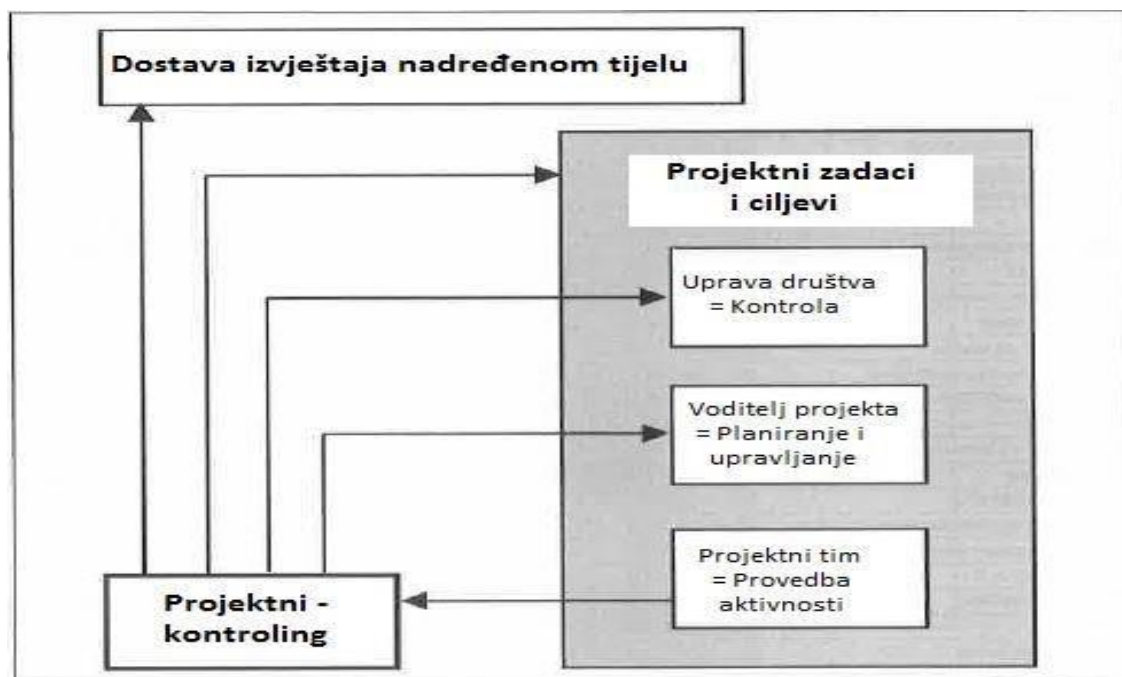 Dostava izvještaja nadređenom tijelu
Projektni zadaci
i ciljevi
Uprava društva
= Kontrola
Voditelj projekta
= Planiranje i
upravljanje
Projektni tim
= Provedba
aktivnosti
Projektni -
kontroling